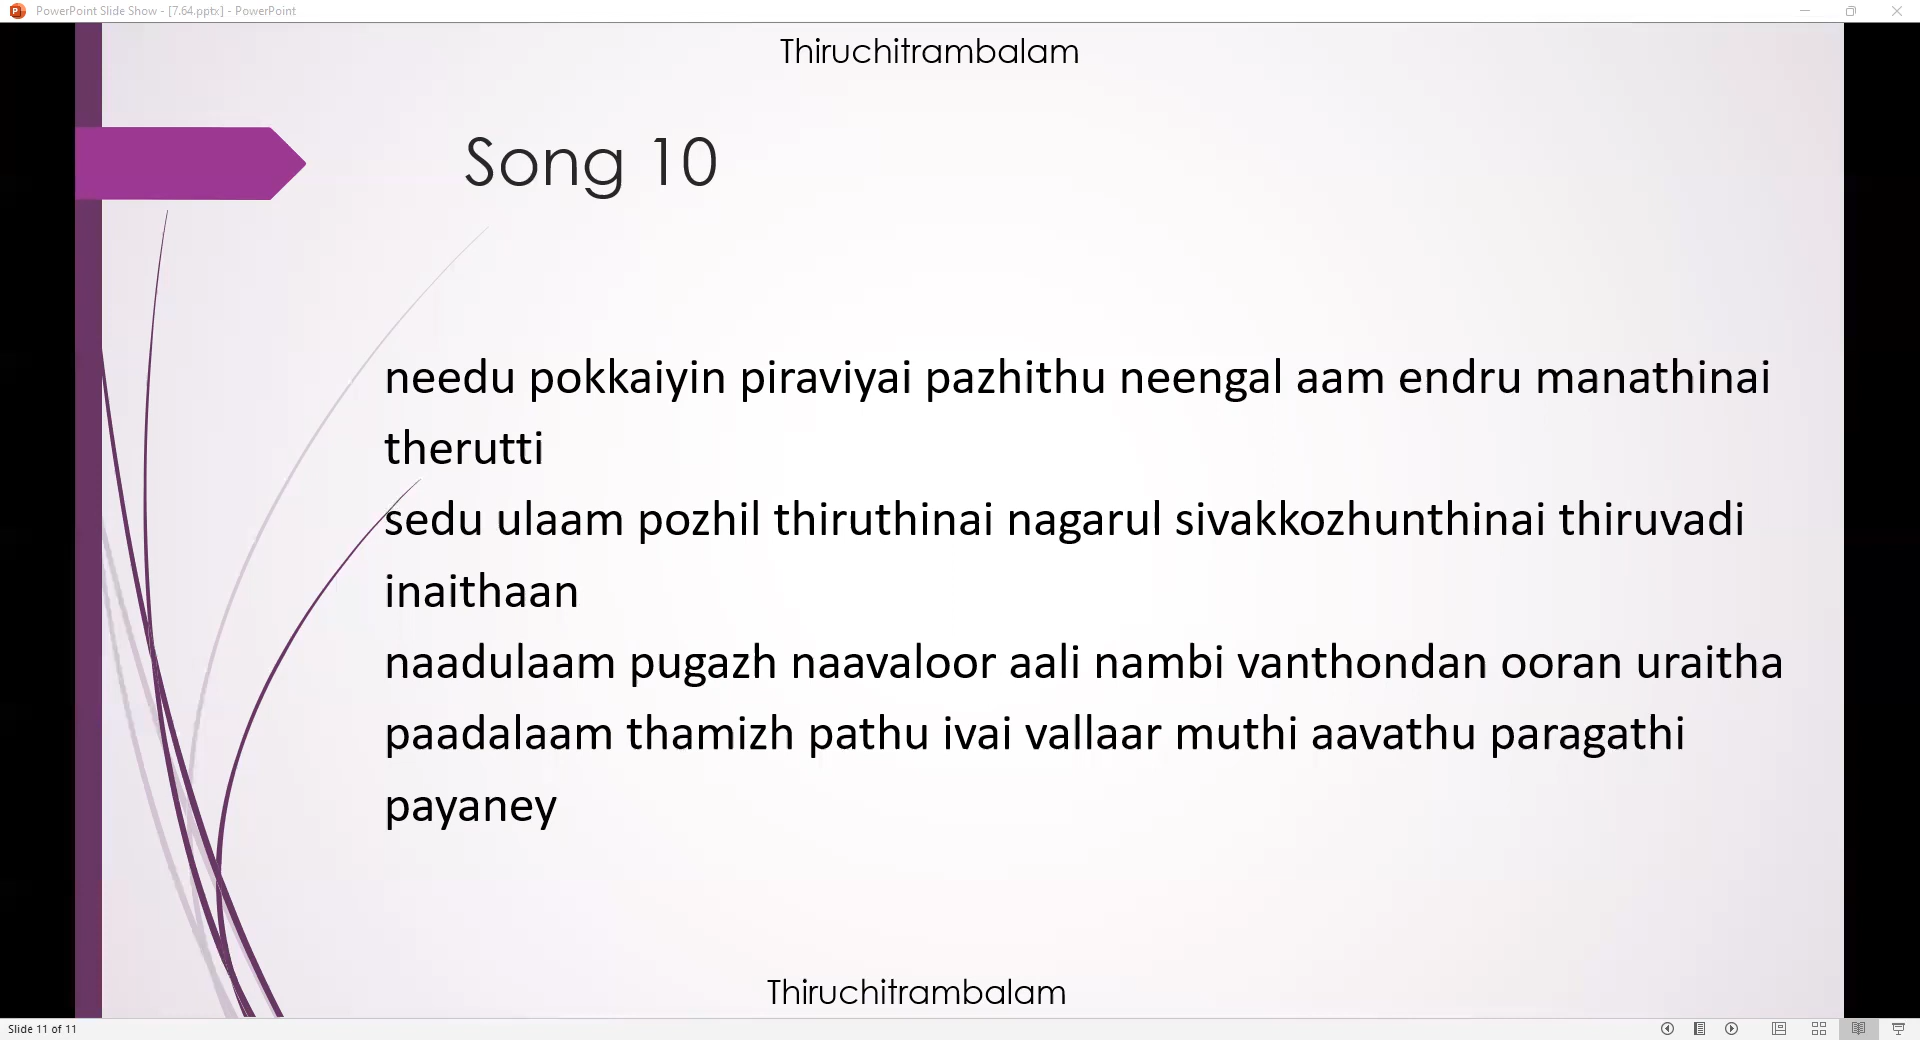 PowerPoint Slide Show - [7.64.pptx] - PowerPoint
Thiruchitrambalam
Song 10
needu pokkaiyin piraviyai pazhithu neengal aam endru manathinai
therutti
sedu ulaam pozhil thiruthinai nagarul sivakkozhunthinai thiruvadi
inaithaan
naadulaam pugazh naavaloor aali nambi vanthondan ooran uraitha
paadalaam thamizh pathu ivai vallaar muthi aavathu paragathi
payaney
Thiruchitrambalam
Slide 11 of 11